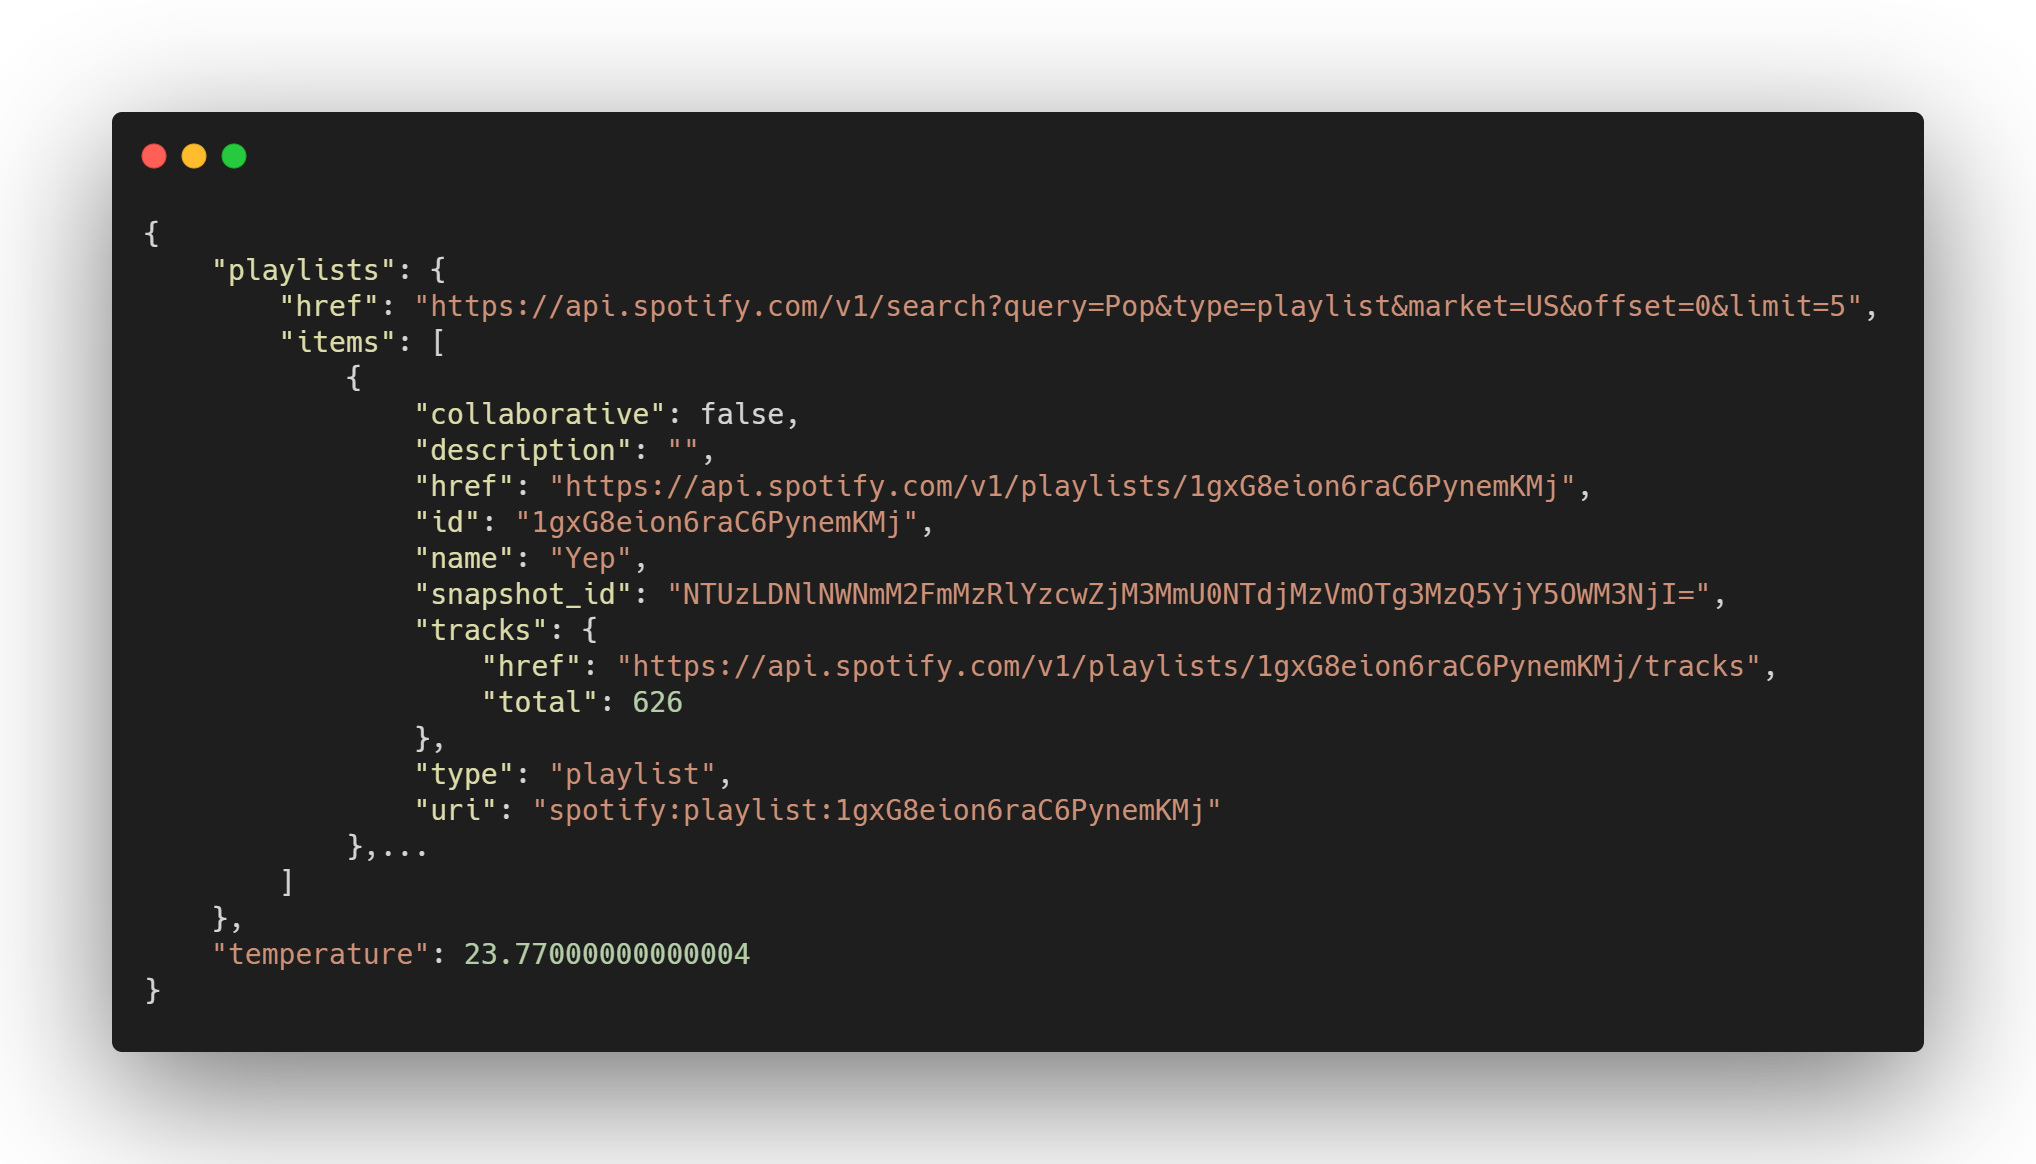 {
    "playlists": {
        "href": "https://api.spotify.com/v1/search?query=Pop&type=playlist&market=US&offset=0&limit=5",
        "items": [
            {
                "collaborative": false,
                "description": "",
                "href": "https://api.spotify.com/v1/playlists/1gxG8eion6raC6PynemKMj",
                "id": "1gxG8eion6raC6PynemKMj",
                "name": "Yep",
                "snapshot_id": "NTUzLDNlNWNmM2FmMzRlYzcwZjM3MmU0NTdjMzVmOTg3MzQ5YjY5OWM3NjI=",
                "tracks": {
                    "href": "https://api.spotify.com/v1/playlists/1gxG8eion6raC6PynemKMj/tracks",
                    "total": 626
                },
                "type": "playlist",
                "uri": "spotify:playlist:1gxG8eion6raC6PynemKMj"
            },...
        ]
    },
    "temperature": 23.77000000000004
}